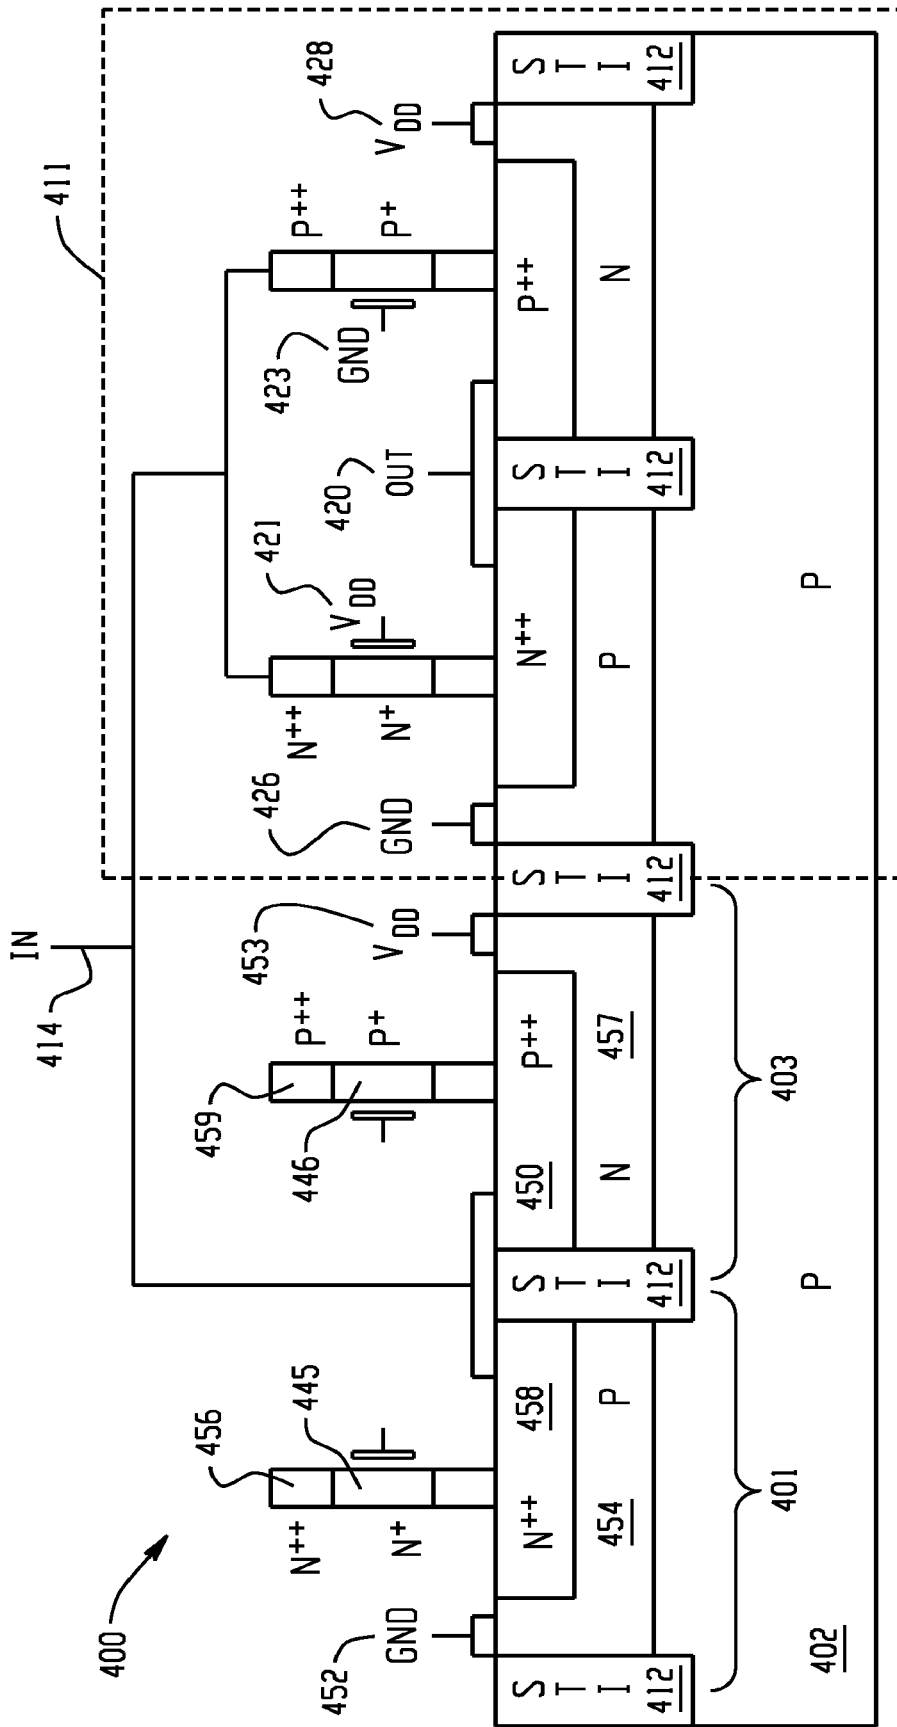 IN
414
411
400
456
459
453
426
421
423
428
N++
445
446
P++
N++
P++
452
420
GND
N+
P+
VDD
GND
N+
VDD
OUT
GND
P+
VDD
STI
412
N++
458
STI
412
450
P++
STI
412
N++
STI
412
P++
STI
412
454
P
N
457
P
N
401
403
402
P
P